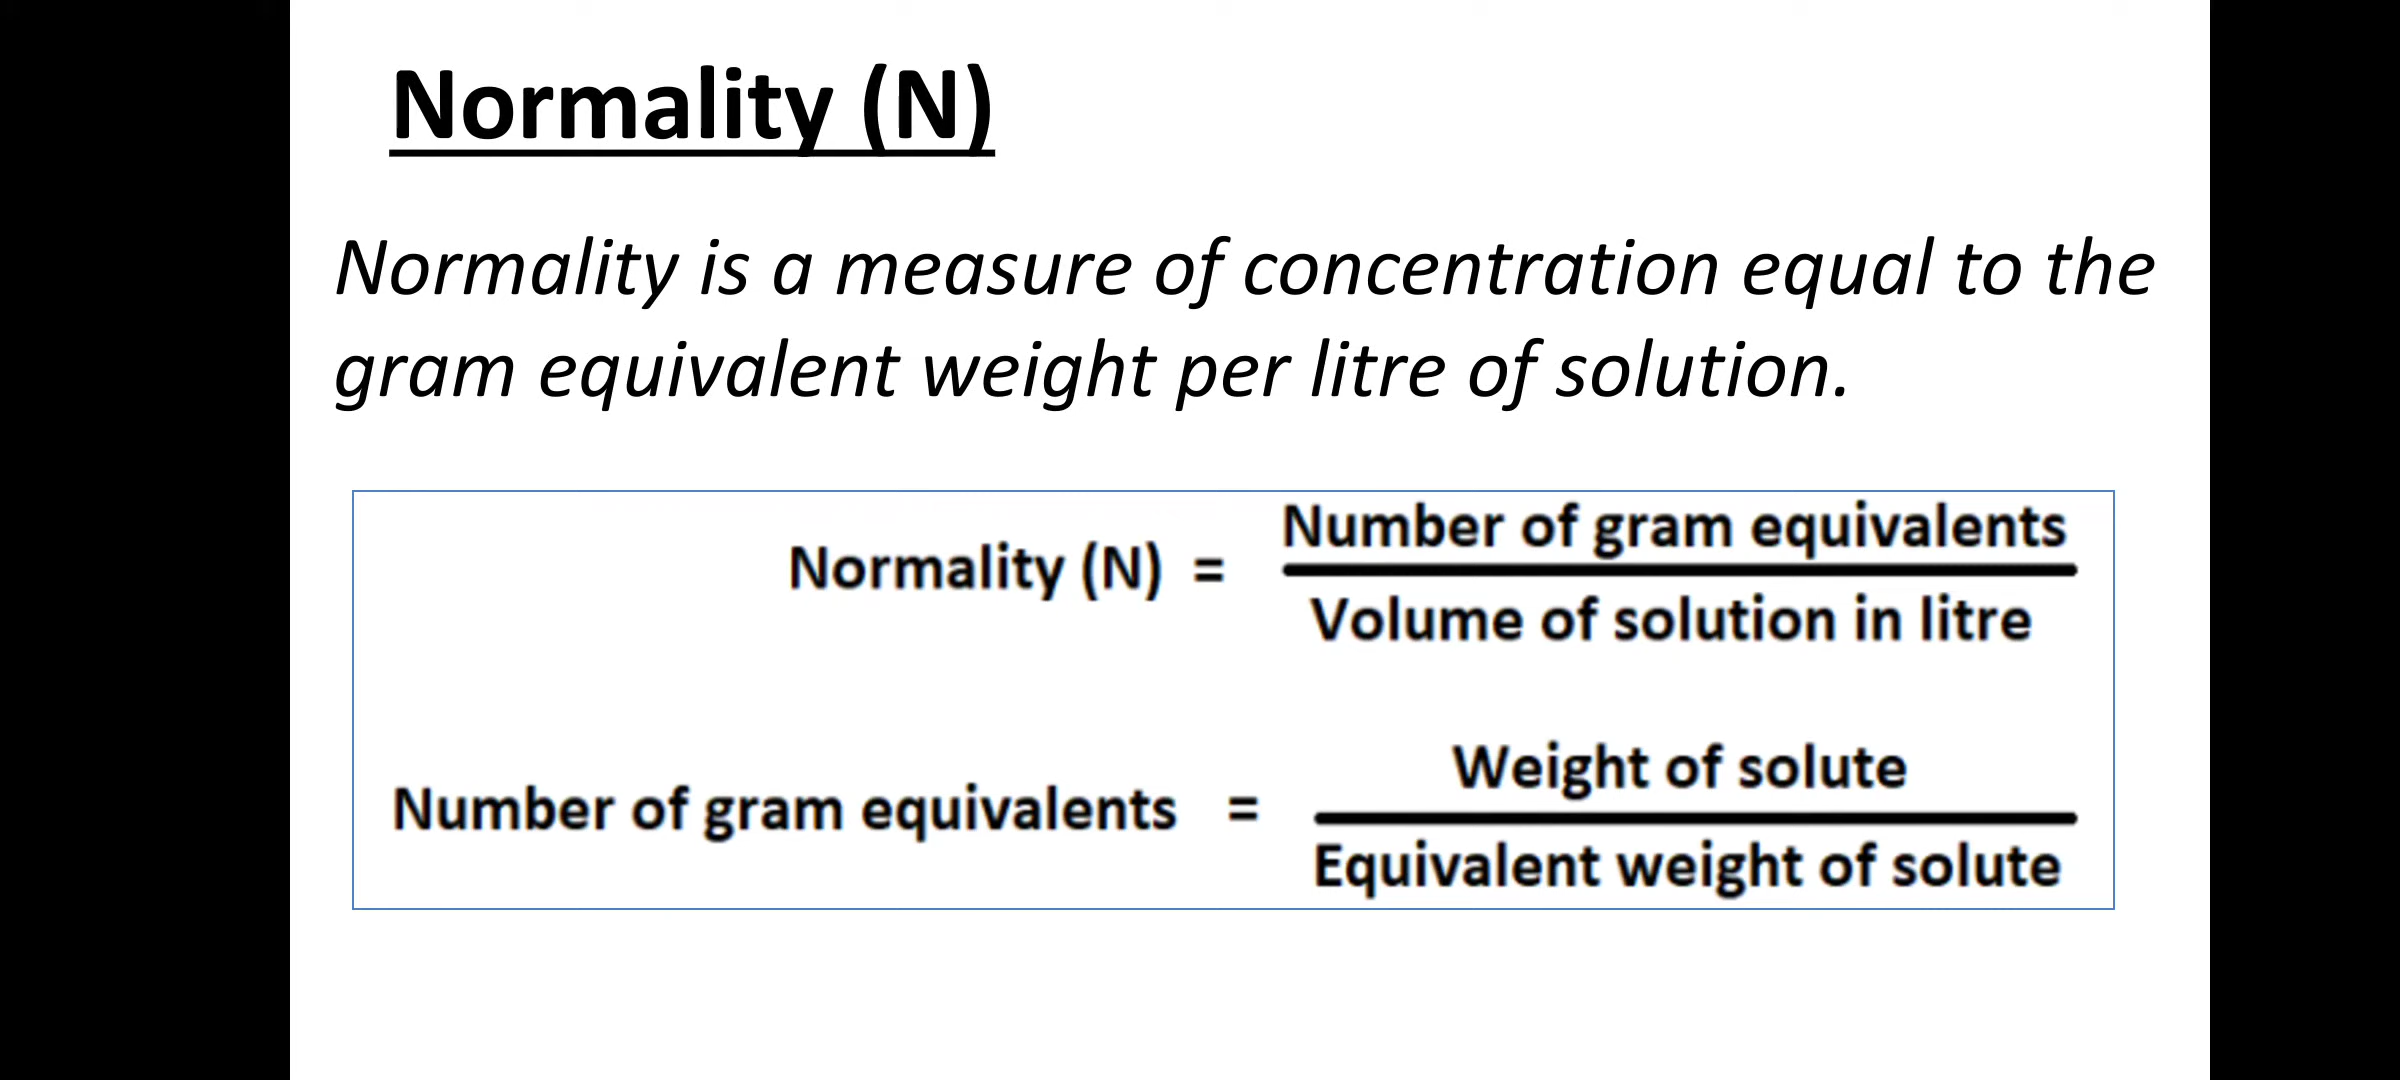 Normality (N)
Normality is a measure of concentration equal to the
gram equivalent weight per litre of solution.
Normality (N) = Number of gram equivalents
Volume of solution in litre
Number of gram equivalents = Weight of solute
Equivalent weight of solute